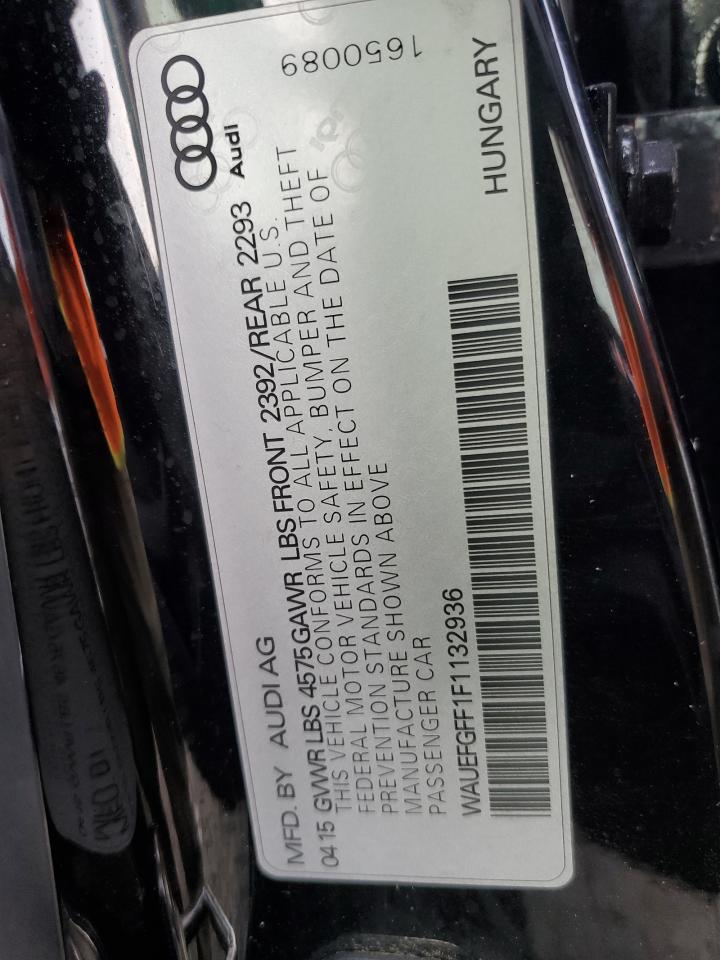 MFD. BY AUDI AG
Audi
04 15 GVWR LBS 4575 GAWR LBS FRONT 2392/REAR 2293
THIS VEHICLE CONFORMS TO ALL APPLICABLE U.S.
FEDERAL MOTOR VEHICLE SAFETY, BUMPER AND THEFT
PREVENTION STANDARDS IN EFFECT ON THE DATE OF
MANUFACTURE SHOWN ABOVE
PASSENGER CAR
WAUEFGFF1F1132936
HUNGARY
1650089